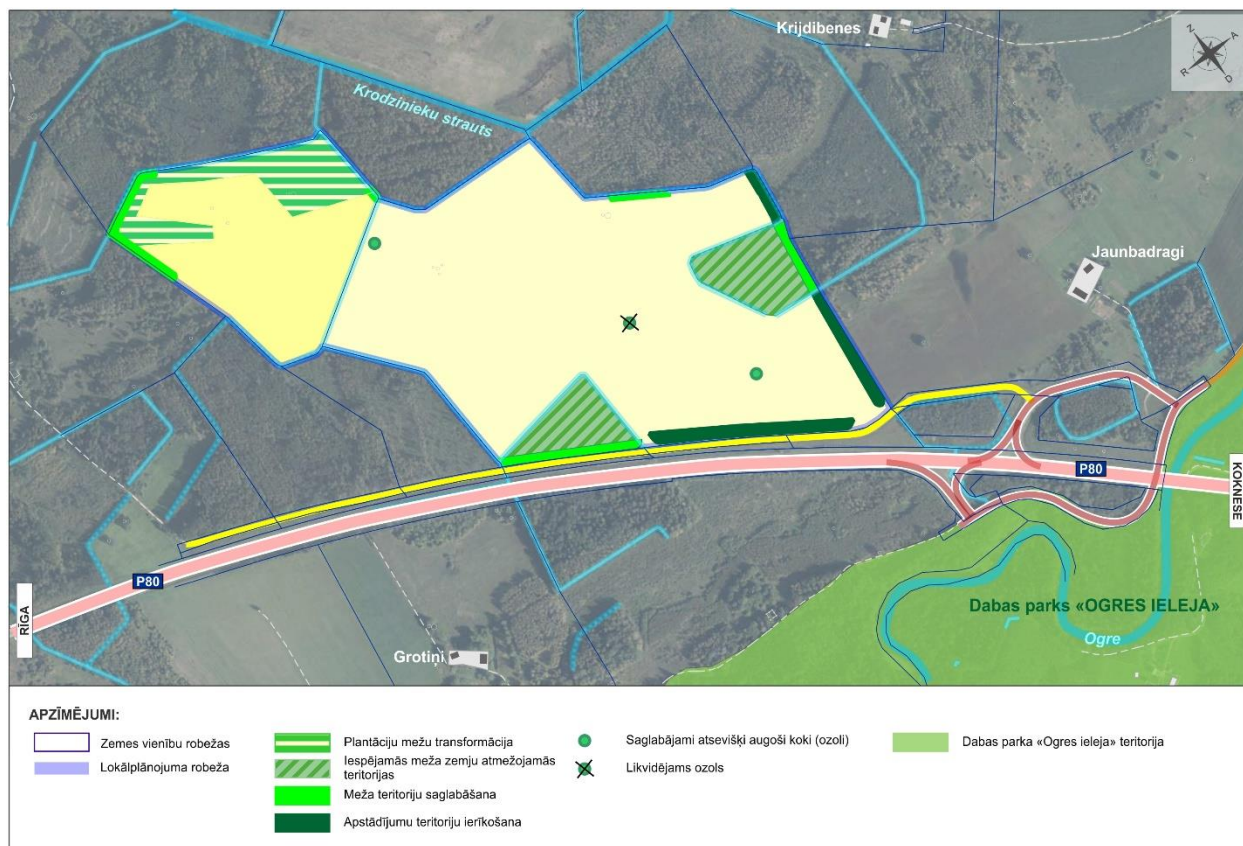 Krijdibenes
Z
A
R
D
Krodzinieku strauts
Jaunbadragi
P80
KOKNESE
P80
RĪGA
Dabas parks «OGRES IELEJA»
Ogre
Grotiņi
APZĪMĒJUMI:
Zemes vienību robežas
Lokālplānojuma robeža
Plantāciju mežu transformācija
Iespējamās meža zemju atmežojamās
teritorijas
Meža teritoriju saglabāšana
Apstādījumu teritoriju ierīkošana
Saglabājami atsevišķi augoši koki (ozoli)
Likvidējams ozols
Dabas parka «Ogres ieleja» teritorija